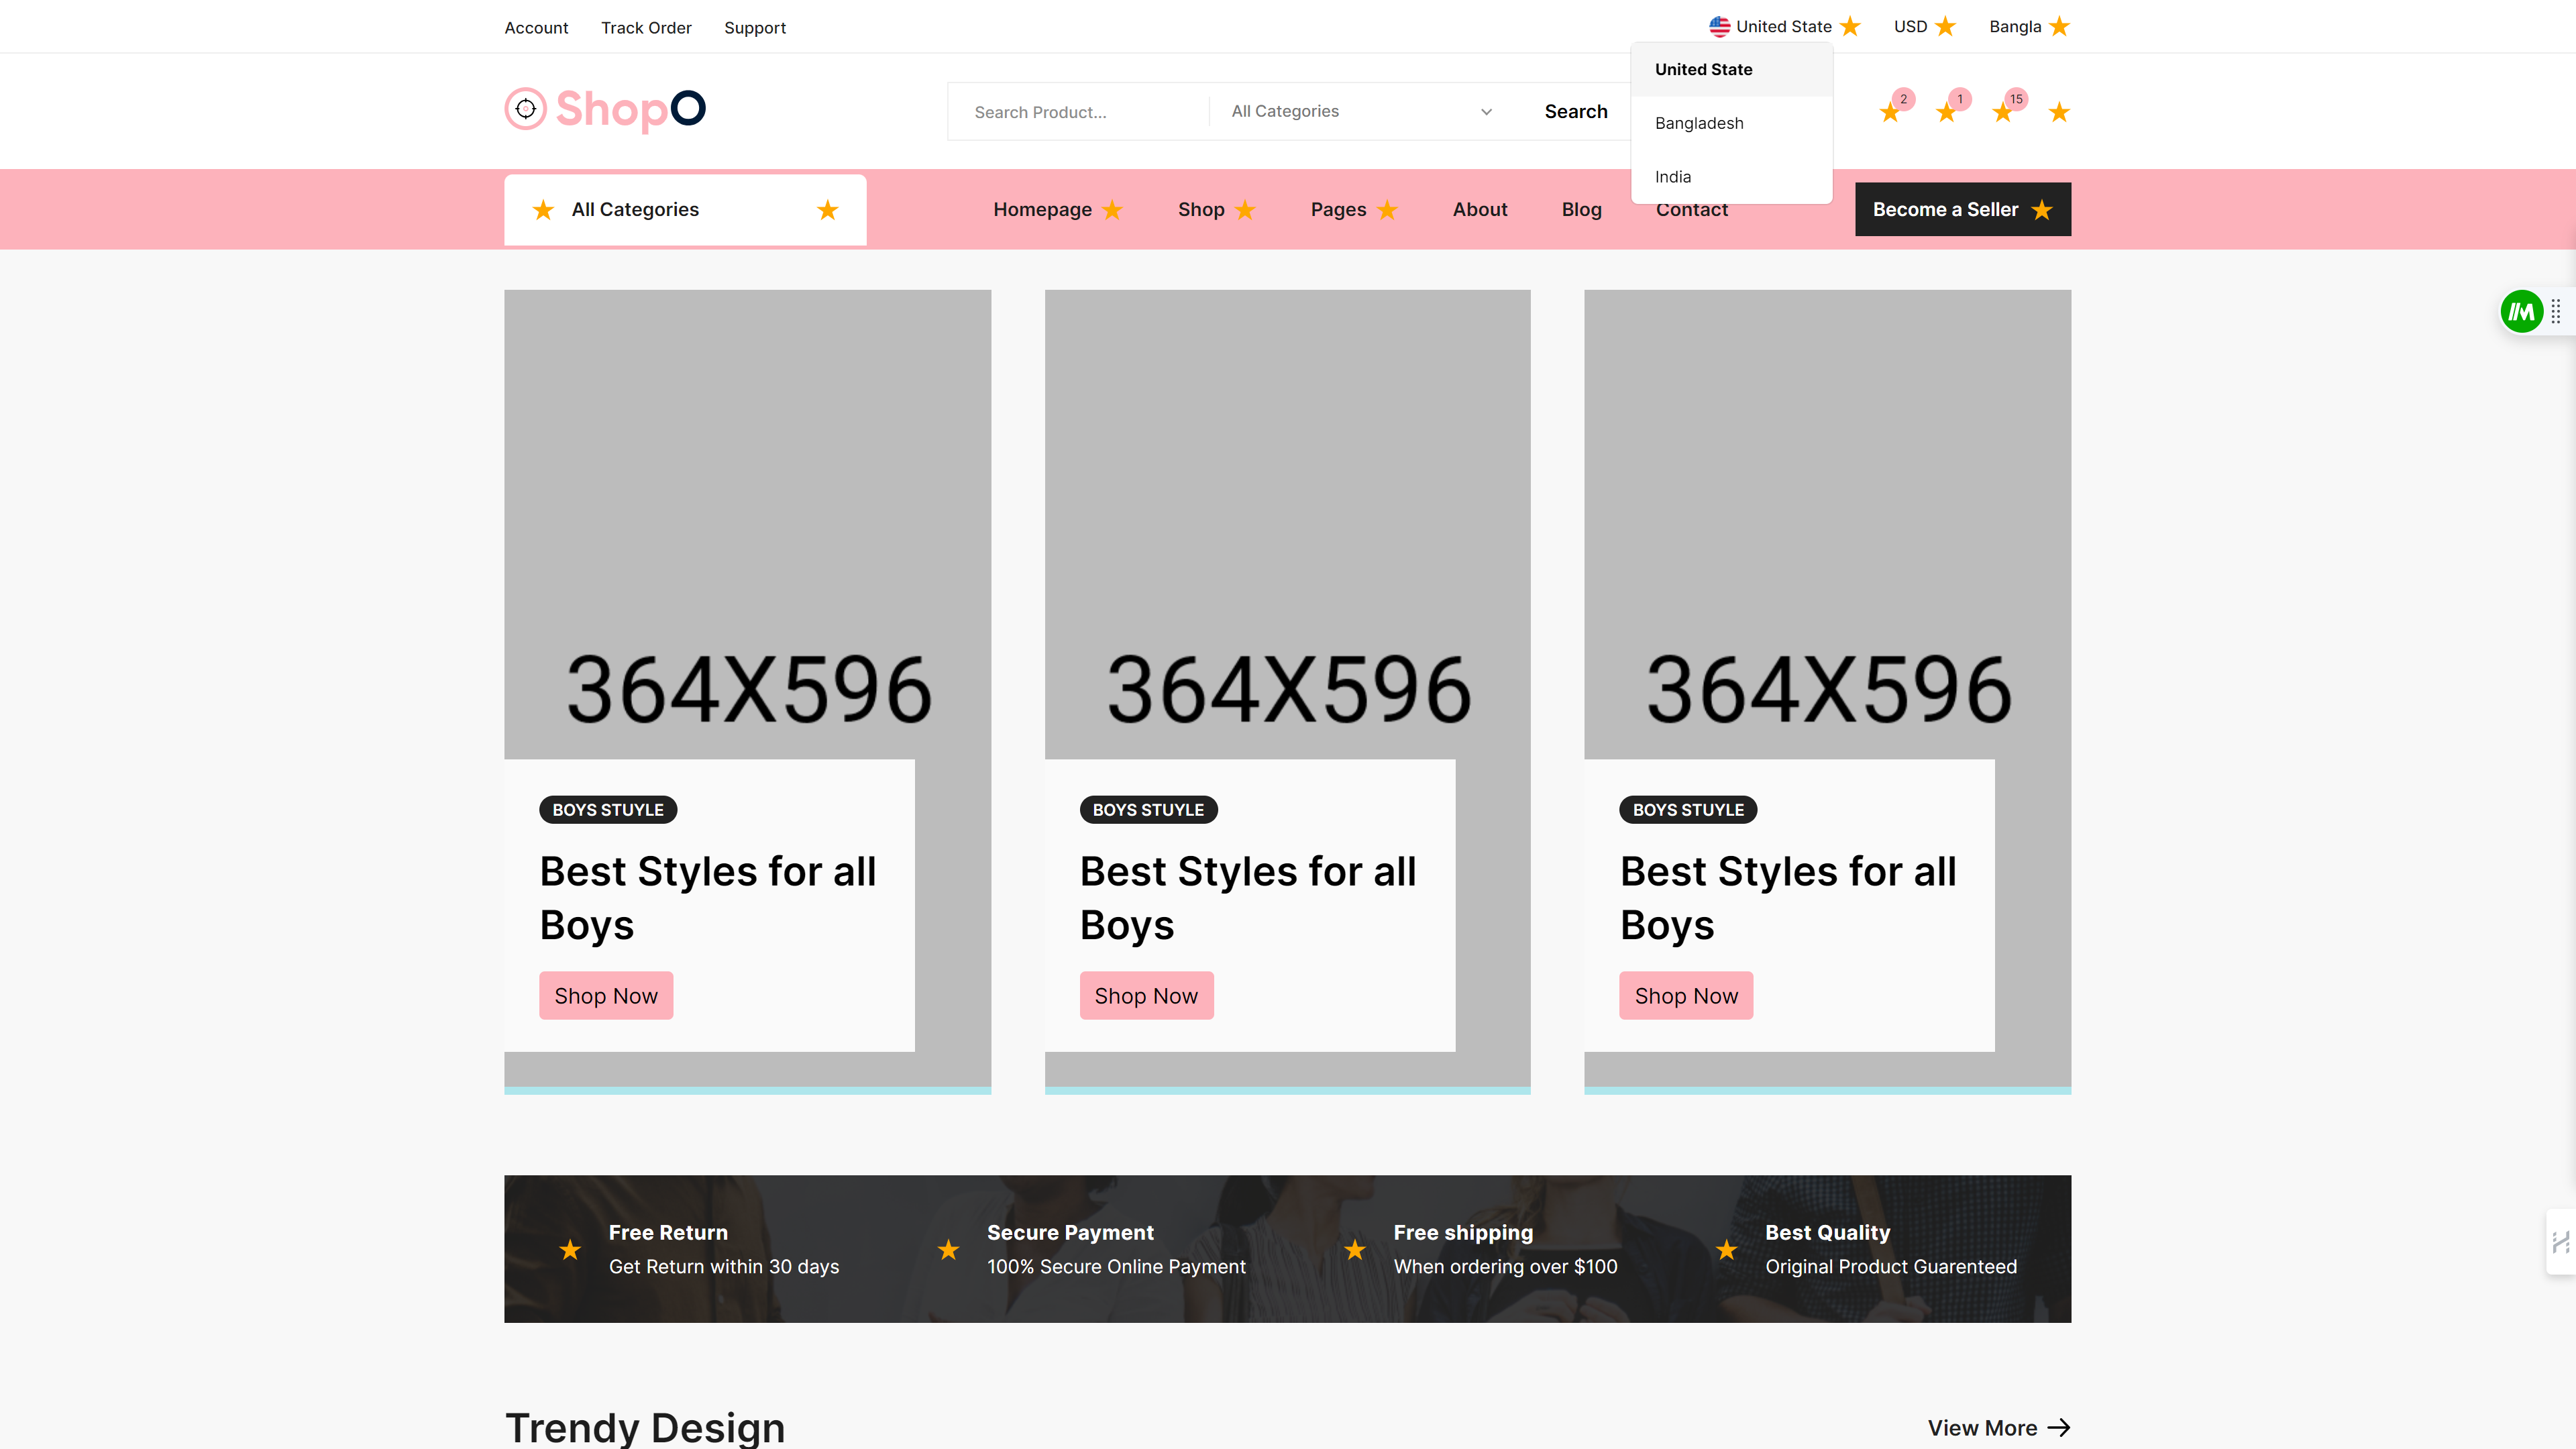 Account Track Order Support United State USD Bangla
United State
Bangladesh
India
ShopO
Search Product... All Categories Search
2 1 15
All Categories Homepage Shop Pages About Blog Contact Become a Seller
364X596 364X596 364X596
BOYS STUYLE
Best Styles for all
Boys
Shop Now
BOYS STUYLE
Best Styles for all
Boys
Shop Now
BOYS STUYLE
Best Styles for all
Boys
Shop Now
Free Return
Get Return within 30 days
Secure Payment
100% Secure Online Payment
Free shipping
When ordering over $100
Best Quality
Original Product Guarenteed
Trendy Design View More